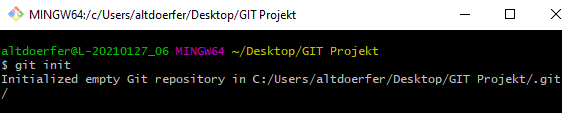 MINGW64:/c/Users/altdoerfer/Desktop/GIT Projekt
altdoerfer@L-20210127_06 MINGW64 ~/Desktop/GIT Projekt
$ git init
Initialized empty Git repository in C:/Users/altdoerfer/Desktop/GIT Projekt/.git
/